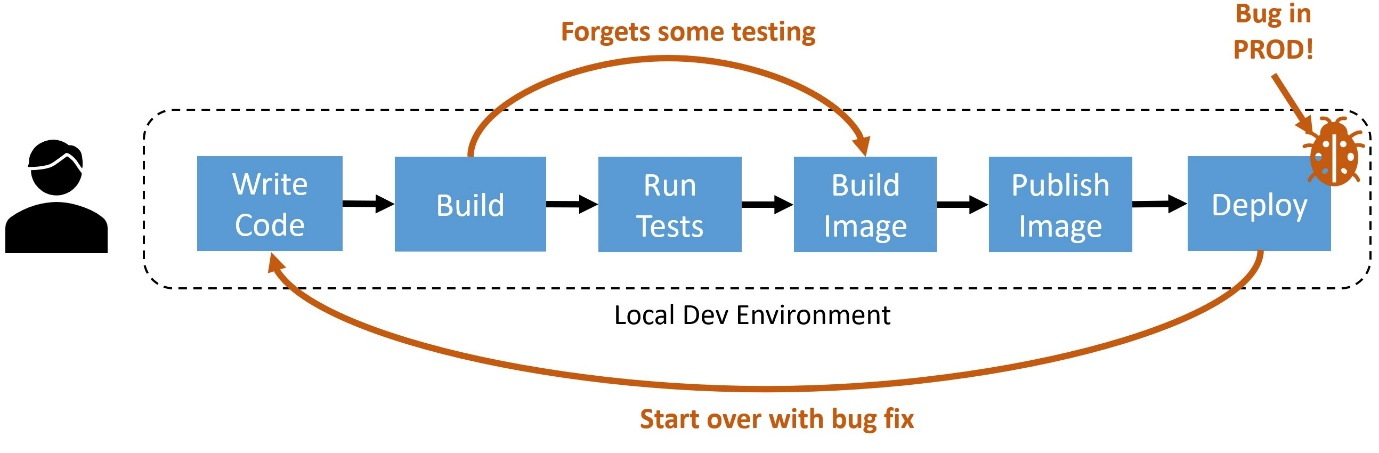 Forgets some testing
Bug in
PROD!
Write
Code
Build
Run
Tests
Build
Image
Publish
Image
Deploy
Local Dev Environment
Start over with bug fix